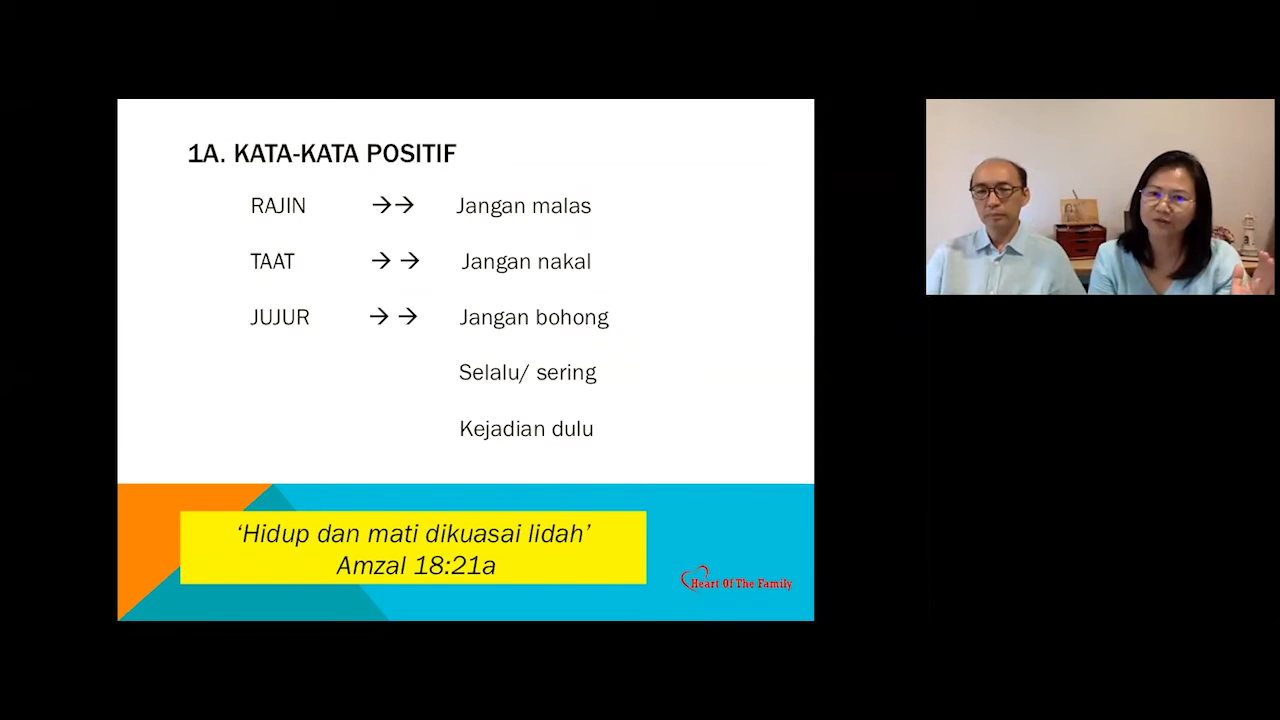 1A. KATA-KATA POSITIF
RAJIN →→ Jangan malas
TAAT →→ Jangan nakal
JUJUR →→ Jangan bohong
Selalu/ sering
Kejadian dulu
‘Hidup dan mati dikuasai lidah’
Amzal 18:21a
Heart Of The Family